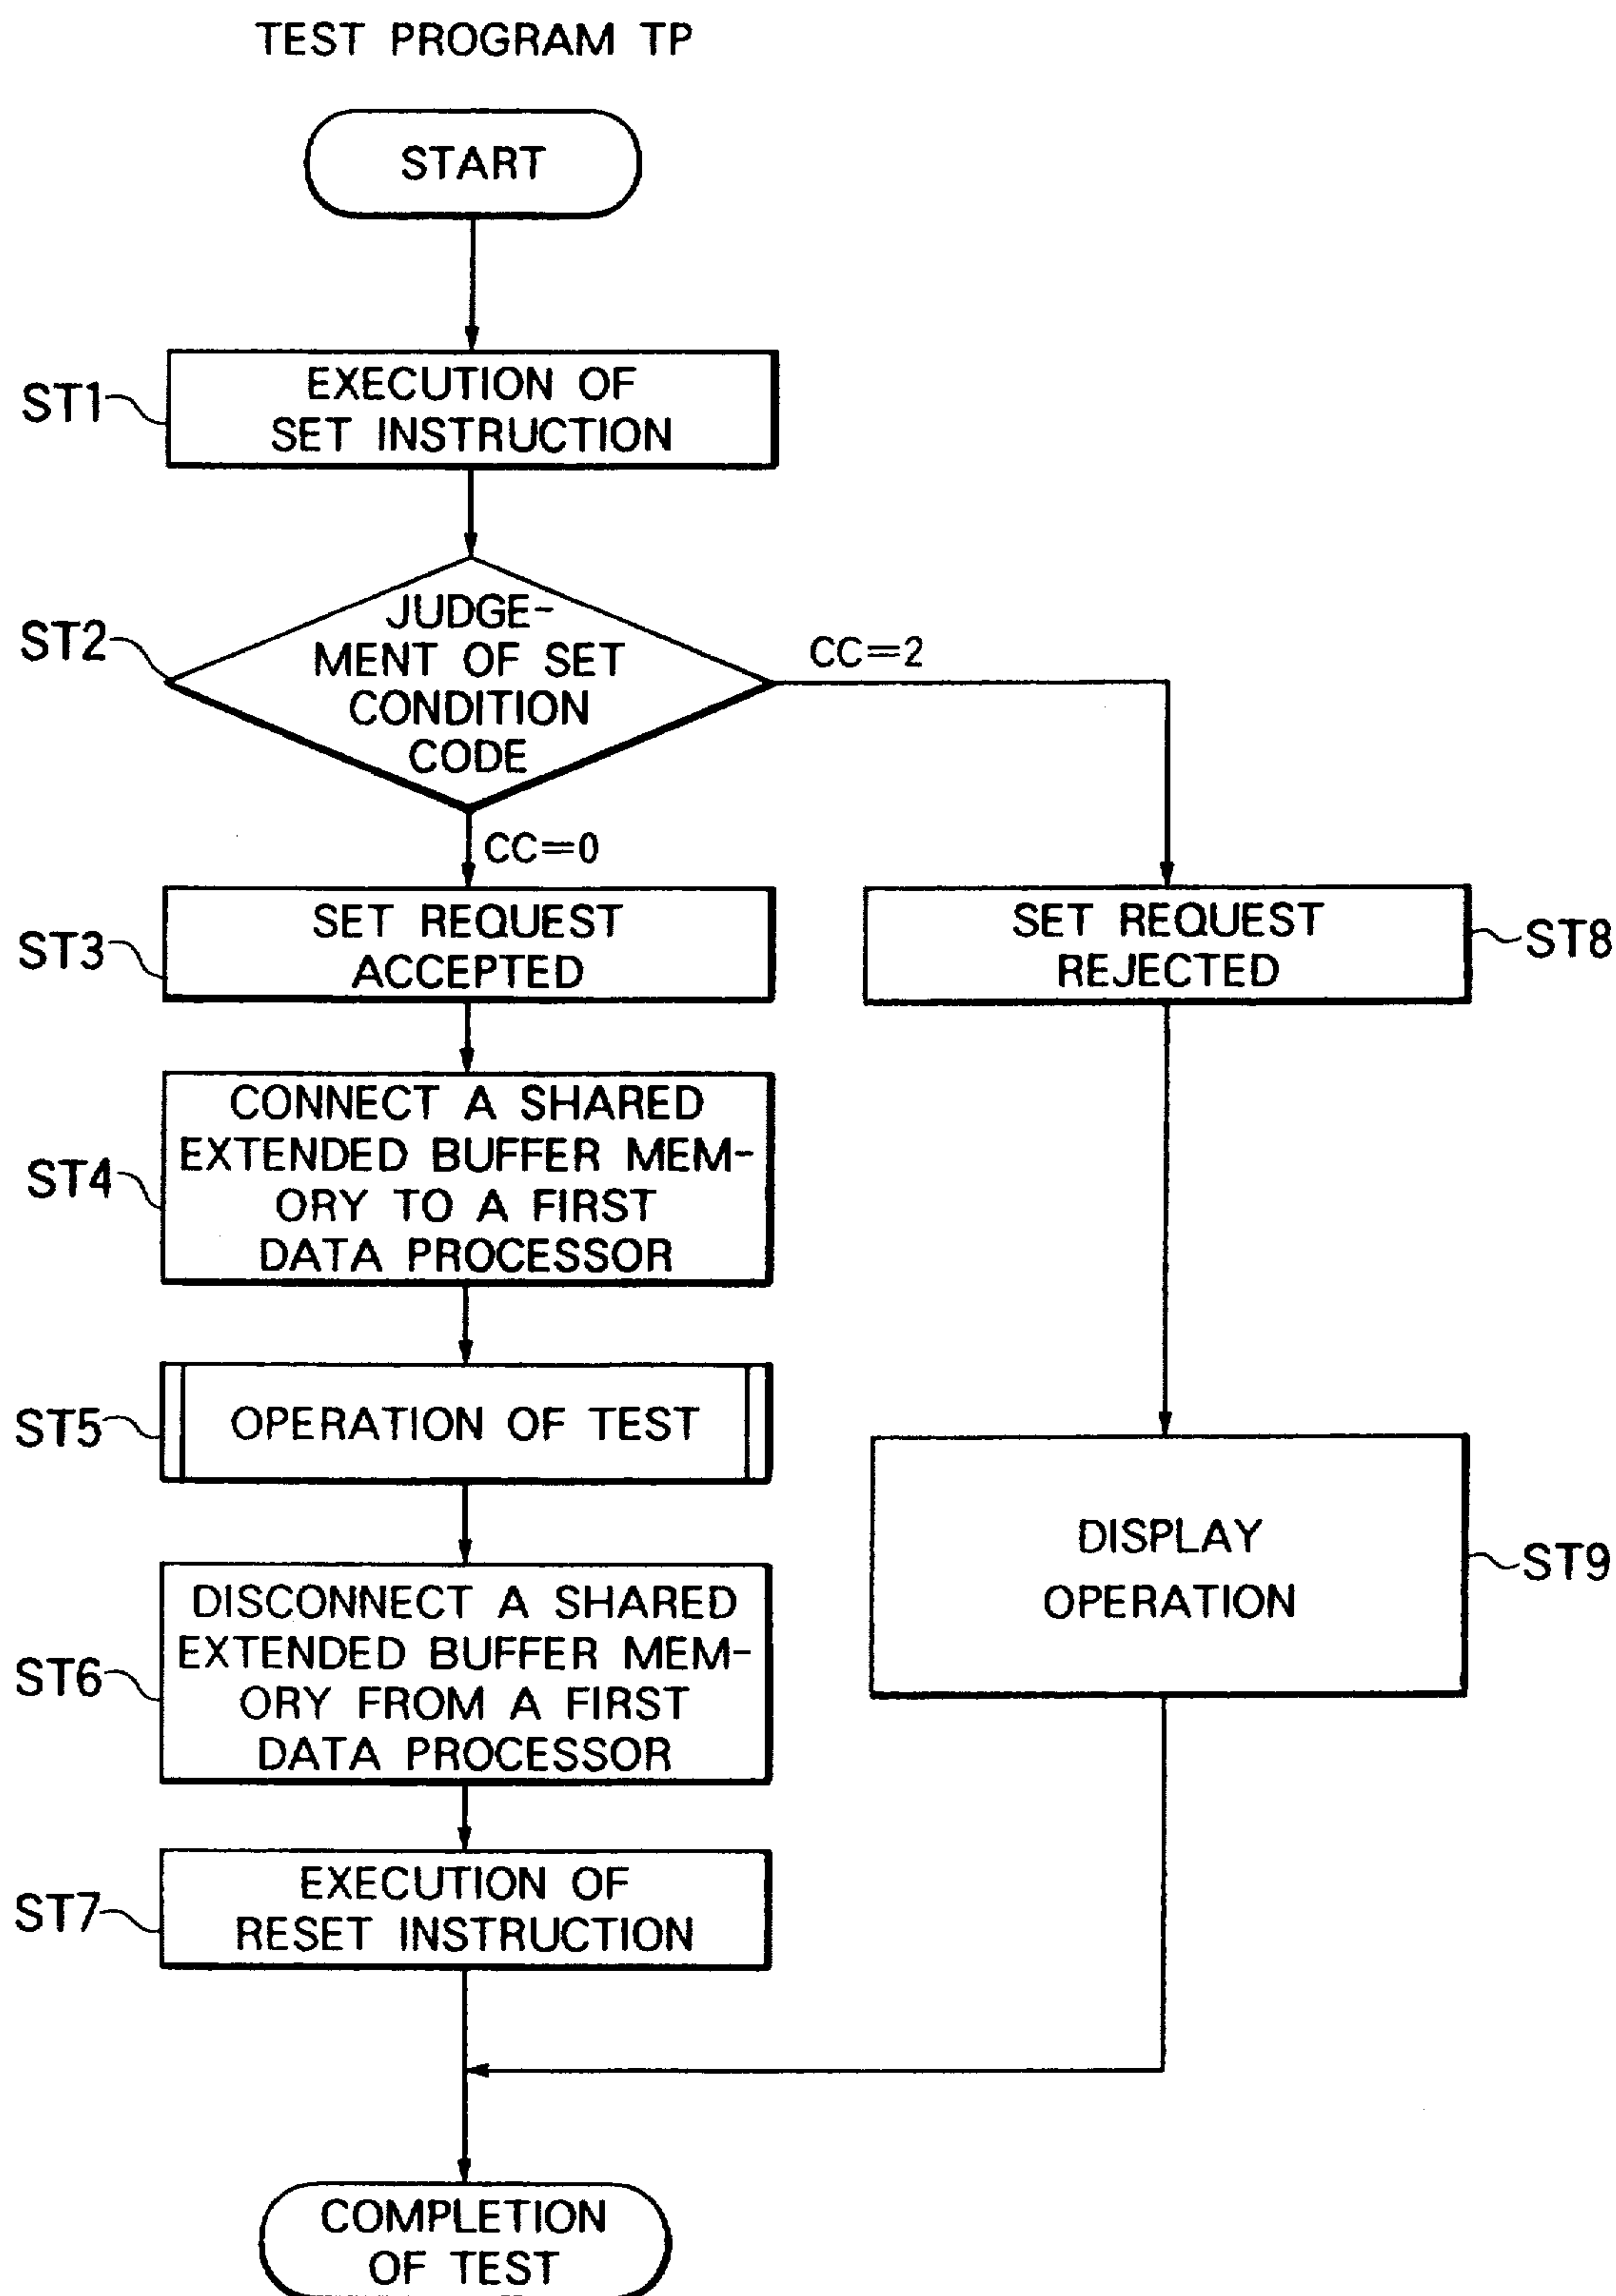 TEST PROGRAM TP
START
ST1
EXECUTION OF
SET INSTRUCTION
ST2
JUDGE-
MENT OF SET
CONDITION
CODE
CC=2
CC=0
ST3
SET REQUEST
ACCEPTED
SET REQUEST
REJECTED
ST8
ST4
CONNECT A SHARED
EXTENDED BUFFER MEM-
ORY TO A FIRST
DATA PROCESSOR
ST5
OPERATION OF TEST
ST6
DISCONNECT A SHARED
EXTENDED BUFFER MEM-
ORY FROM A FIRST
DATA PROCESSOR
DISPLAY
OPERATION
ST9
ST7
EXECUTION OF
RESET INSTRUCTION
COMPLETION
OF TEST